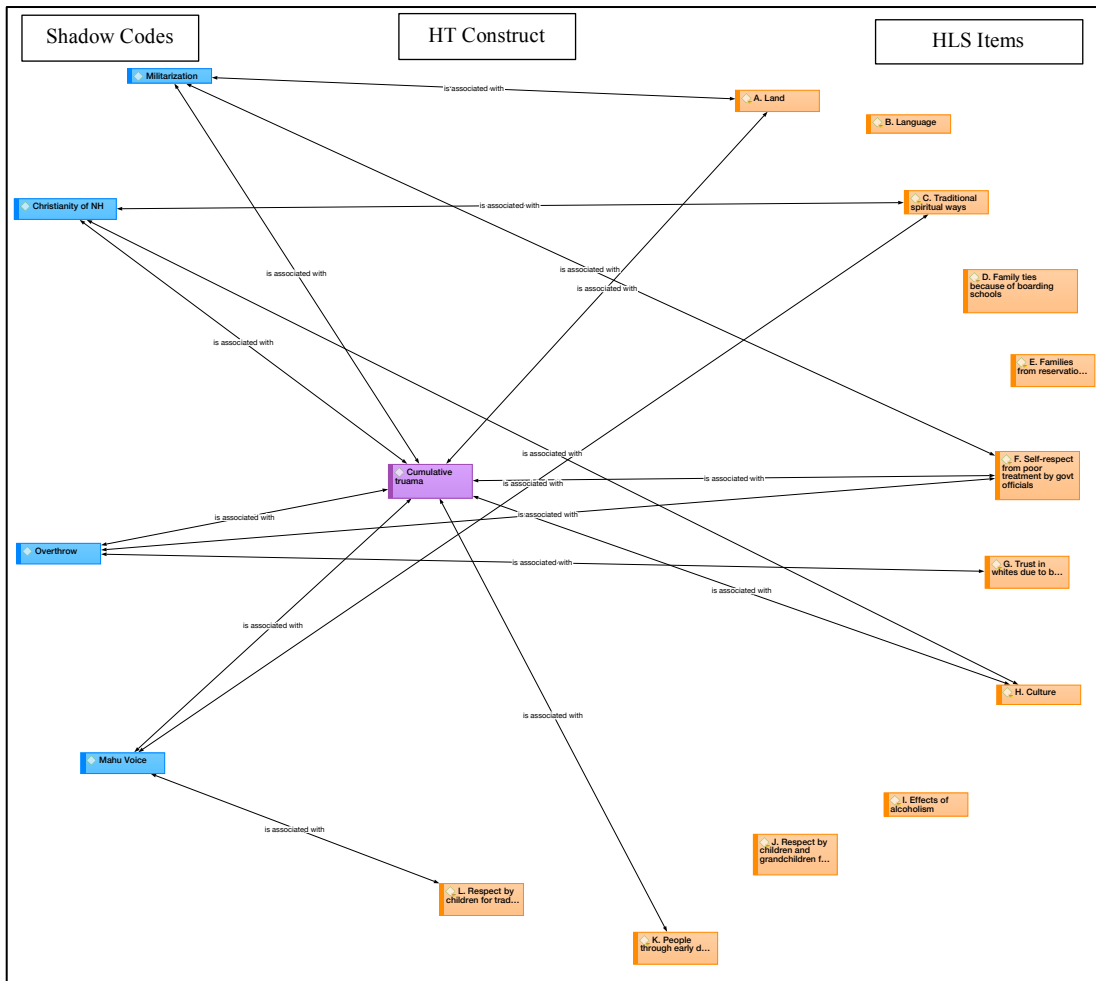 Shadow Codes
HT Construct
HLS Items
Militarization
is associated with
A. Land
B. Language
Christianity of NH
is associated with
C. Traditional
spiritual ways
is associated with
is associated with
is associated with
D. Family ties
because of boarding
schools
is associated with
E. Families
from reservatio...
is associated with
Cumulative
truama
is associated with
is associated with
F. Self-respect
from poor
treatment by govt
officials
is associated with
is associated with
Overthrow
is associated with
G. Trust in
whites due to b...
is associated with
is associated with
H. Culture
is associated with
Mahu Voice
I. Effects of
alcoholism
is associated with
J. Respect by
children and
grandchildren f...
L. Respect by
children for trad...
K. People
through early d...